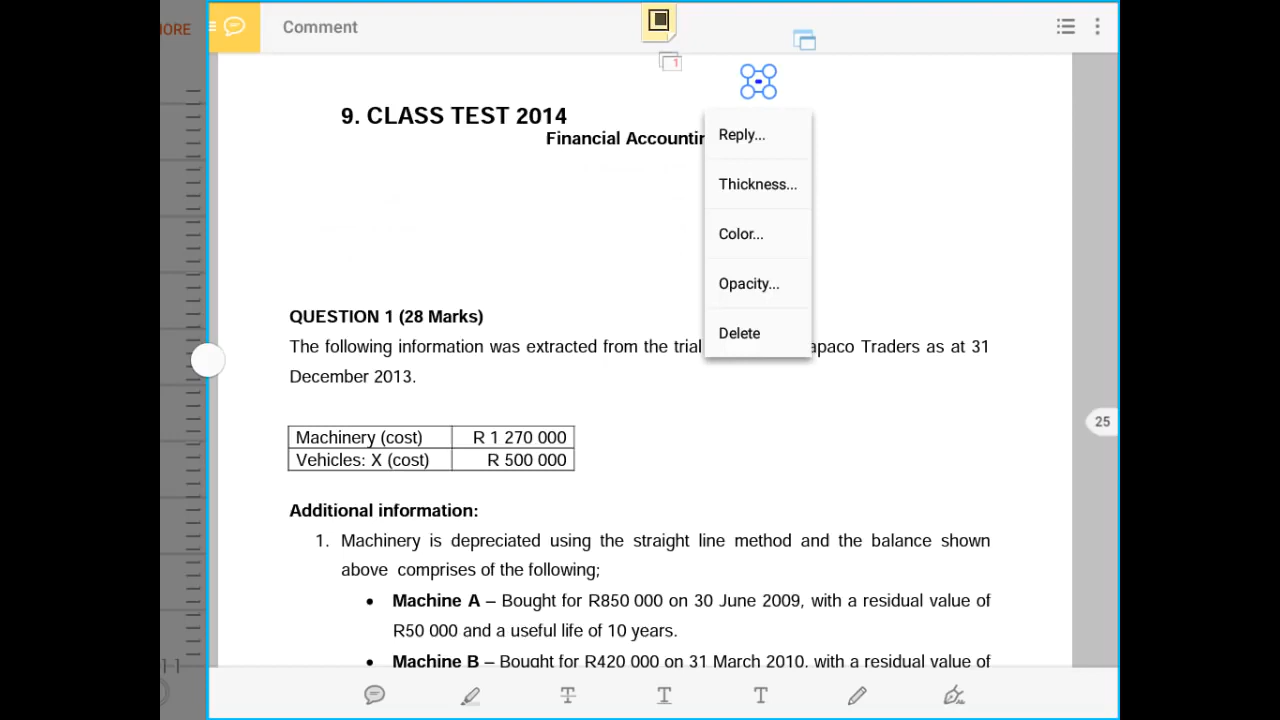 ORE
Comment
1
9. CLASS TEST 2014
Financial Accountin
Reply...
Thickness...
Color...
Opacity...
Delete
QUESTION 1 (28 Marks)
The following information was extracted from the trial apaco Traders as at 31
December 2013.
25
Machinery (cost) R 1 270 000
Vehicles: X (cost) R 500 000
Additional information:
1. Machinery is depreciated using the straight line method and the balance shown
above comprises of the following;
• Machine A – Bought for R850 000 on 30 June 2009, with a residual value of
R50 000 and a useful life of 10 years.
• Machine B – Bought for R420 000 on 31 March 2010, with a residual value of